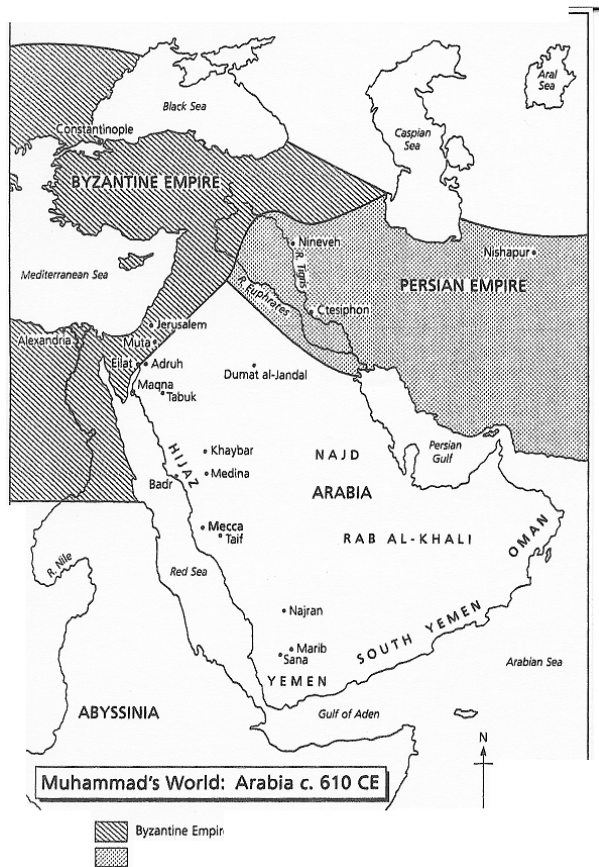 Black Sea
Aral
Sea
Caspian
Sea
Constantinople
BYZANTINE EMPIRE
Nineveh
Nishapur
R. Tigris
Mediterranean Sea
PERSIAN EMPIRE
R. Euphrates
Ctesiphon
Jerusalem
Alexandria
Muta
Eilat
Adruh
Dumat al-Jandal
Maqna
Tabuk
HIJAZ
Khaybar
NAJD
Persian
Gulf
Medina
Badr
ARABIA
Mecca
Taif
RAB AL-KHALI
OMAN
R. Nile
Red Sea
Najran
SOUTH YEMEN
Marib
Sana
Arabian Sea
YEMEN
ABYSSINIA
Gulf of Aden
N
Muhammad's World: Arabia c. 610 CE
Byzantine Empir